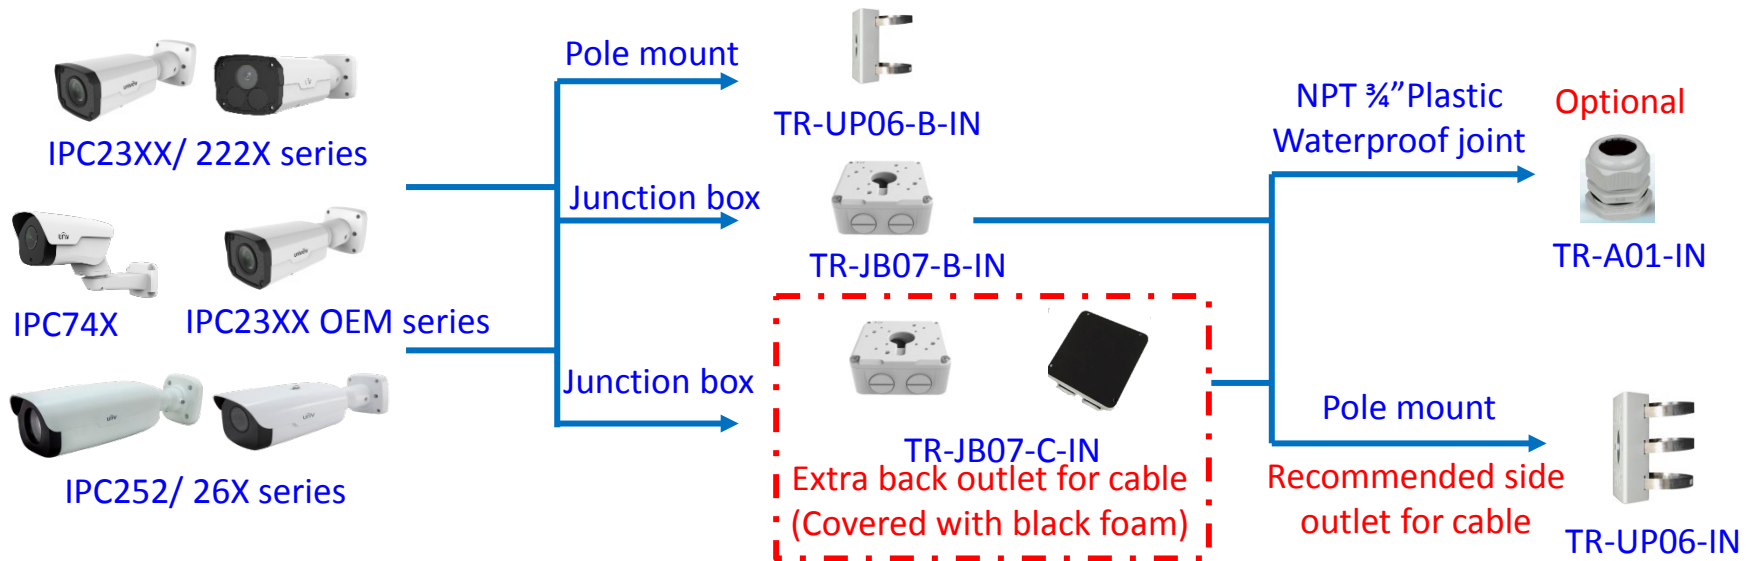 Pole mount
TR-UP06-B-IN
NPT ¾”Plastic
Waterproof joint
Optional
IPC23XX/ 222X series
Junction box
TR-JB07-B-IN
TR-A01-IN
IPC74X
IPC23XX OEM series
Junction box
TR-JB07-C-IN
Extra back outlet for cable
(Covered with black foam)
Pole mount
Recommended side
outlet for cable
TR-UP06-IN
IPC252/ 26X series